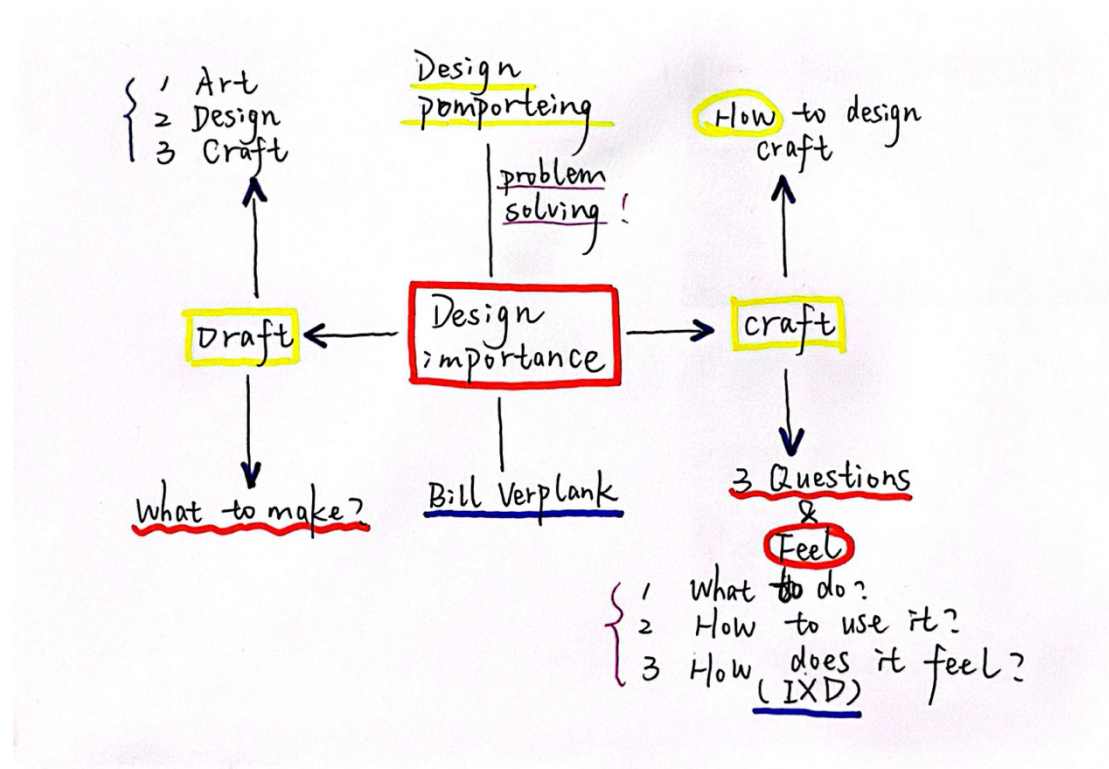 1 Art
2 Design
3 Craft
Design
pomporteing
problem
solving!
How to design
craft
Draft
Design
importance
craft
What to make?
Bill Verplank
3 Questions
&
Feel
1 What to do?
2 How to use it?
3 How does it feel?
(IXD)